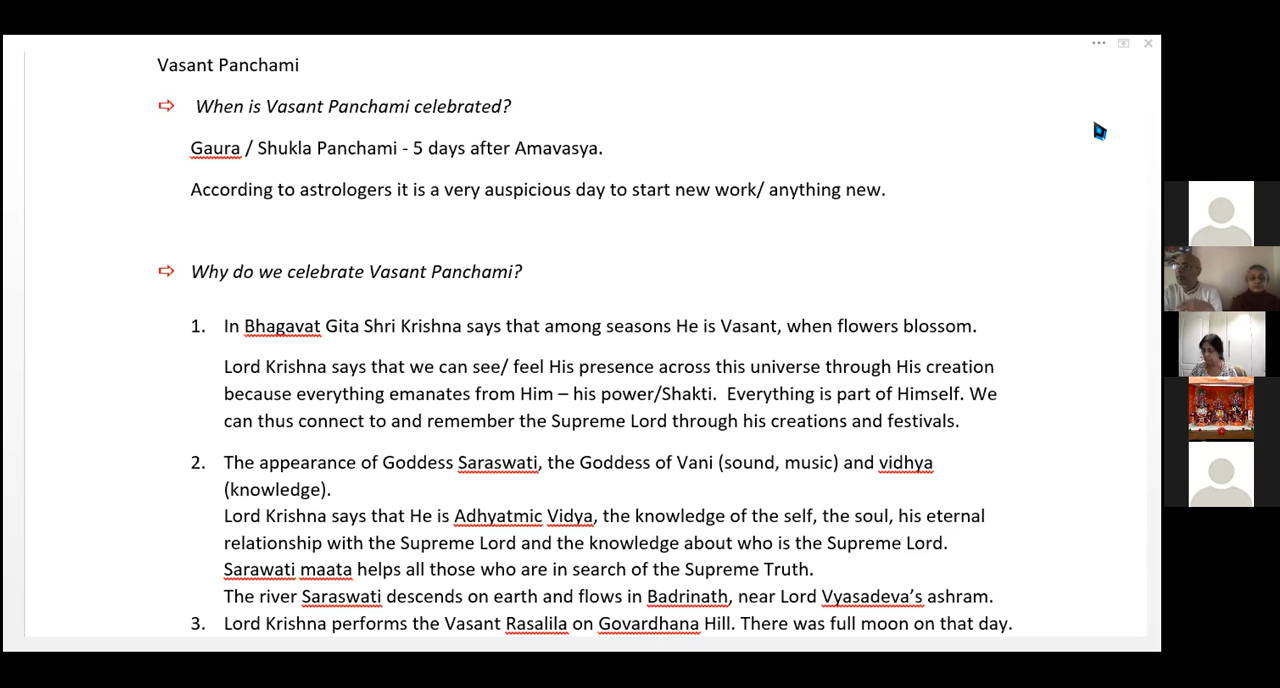 Vasant Panchami
When is Vasant Panchami celebrated?
Gaura / Shukla Panchami - 5 days after Amavasya.
According to astrologers it is a very auspicious day to start new work/ anything new.
Why do we celebrate Vasant Panchami?
1. In Bhagavat Gita Shri Krishna says that among seasons He is Vasant, when flowers blossom.
Lord Krishna says that we can see/ feel His presence across this universe through His creation
because everything emanates from Him – his power/Shakti. Everything is part of Himself. We
can thus connect to and remember the Supreme Lord through his creations and festivals.
2. The appearance of Goddess Saraswati, the Goddess of Vani (sound, music) and vidhya
(knowledge).
Lord Krishna says that He is Adhyatmic Vidya, the knowledge of the self, the soul, his eternal
relationship with the Supreme Lord and the knowledge about who is the Supreme Lord.
Sarawati maata helps all those who are in search of the Supreme Truth.
The river Saraswati descends on earth and flows in Badrinath, near Lord Vyasadeva’s ashram.
3. Lord Krishna performs the Vasant Rasalila on Govardhana Hill. There was full moon on that day.